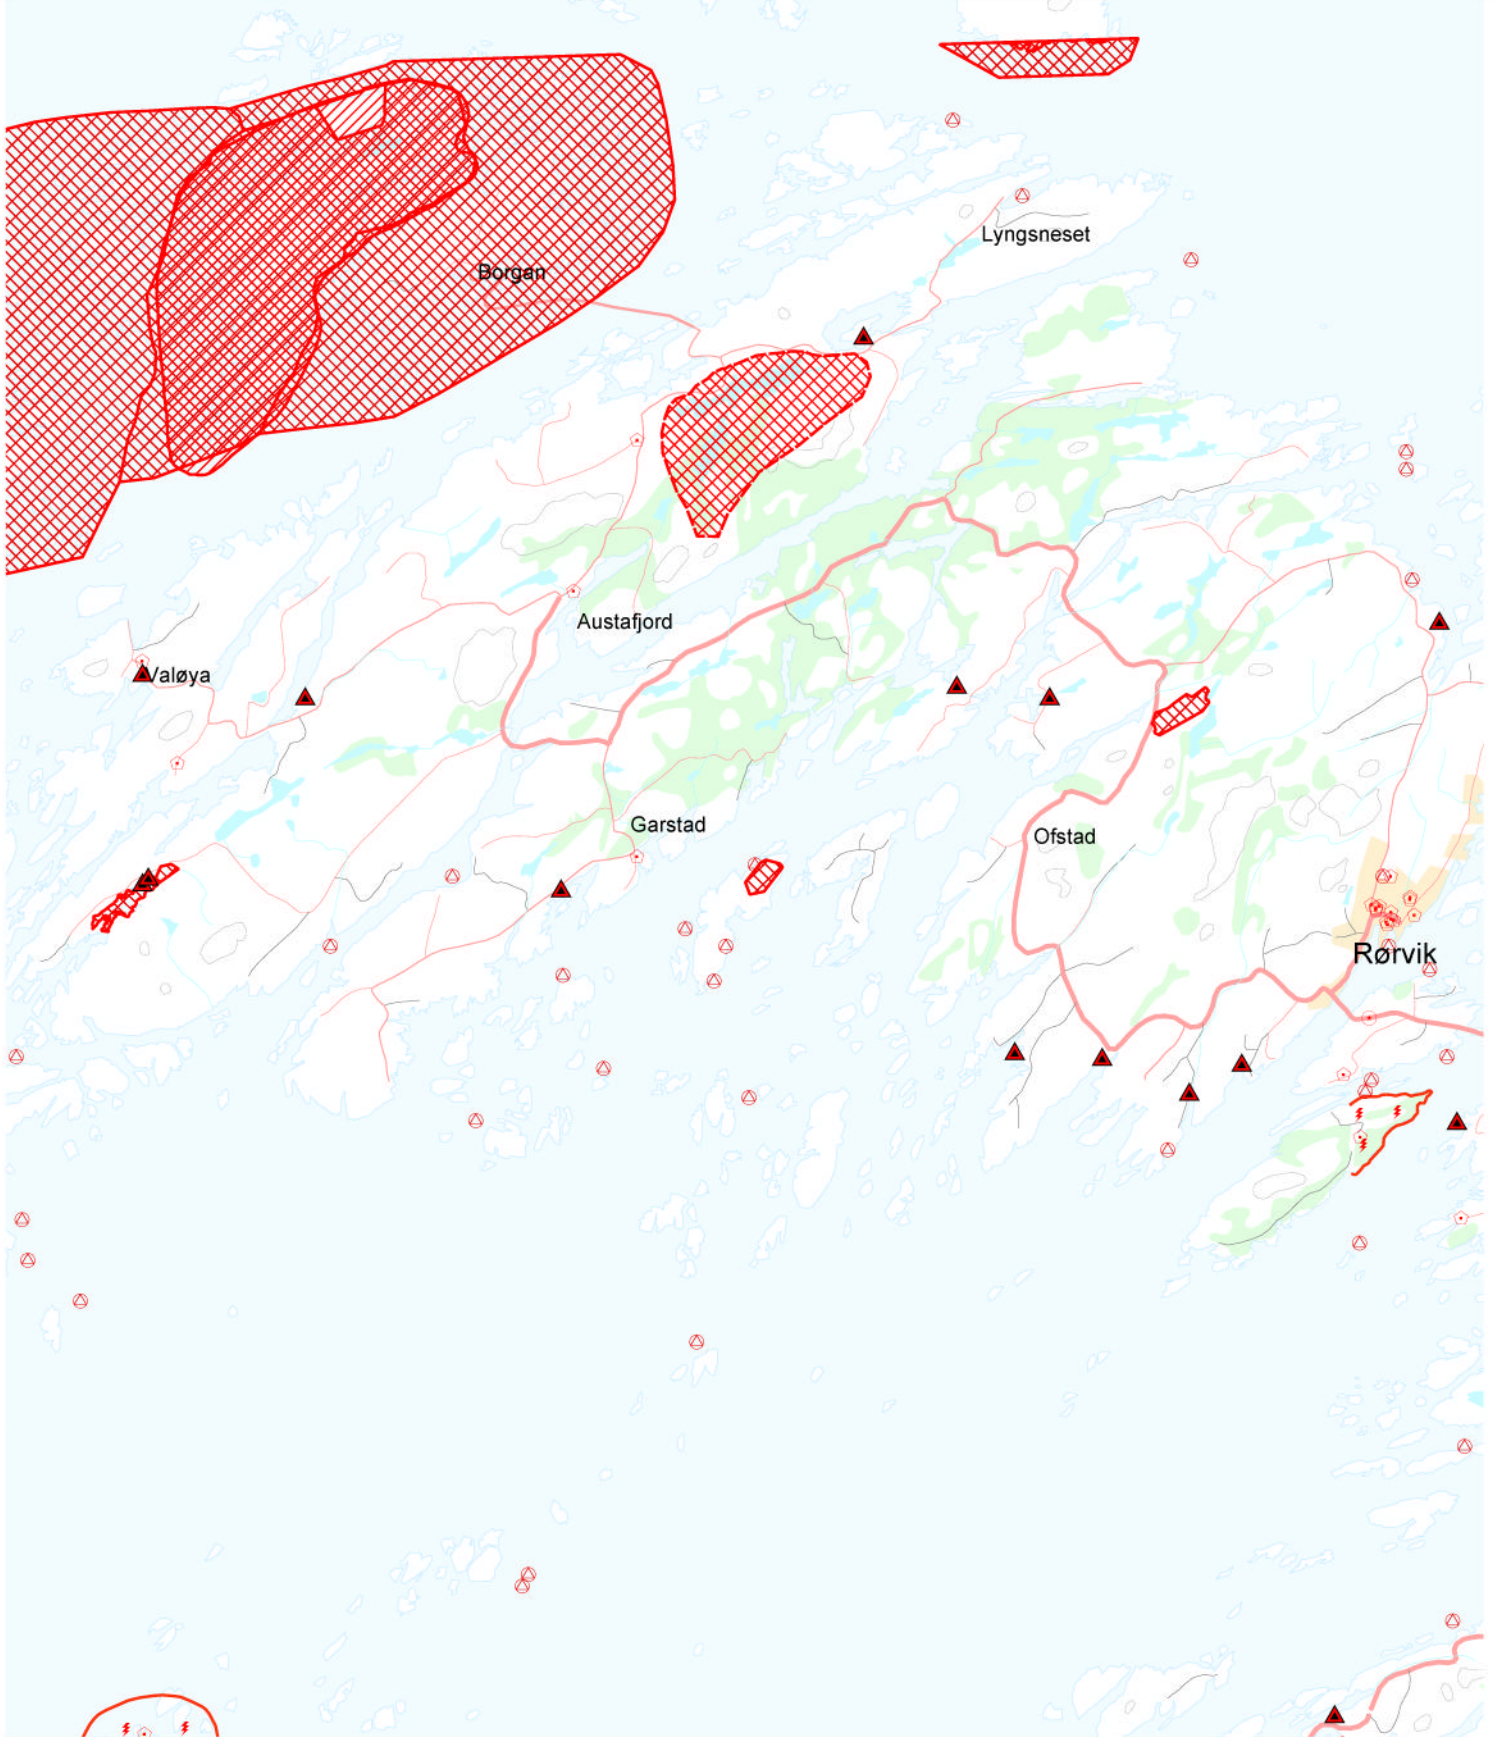 Lyngsneset
Borgan
Austafjord
Valøya
Garstad
Ofstad
Rørvik